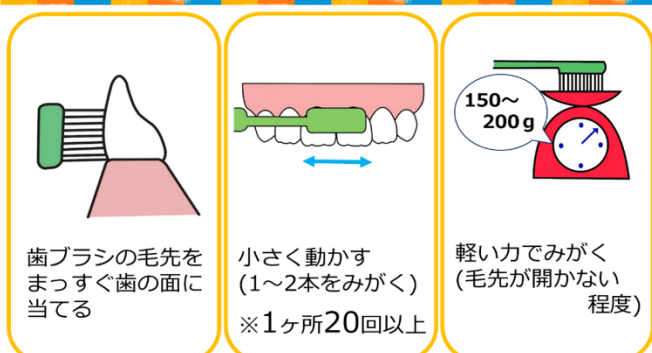 歯ブラシの毛先を
まっすぐ歯の面に
当てる
小さく動かす
(1～2本をみがく)
※1ヶ所20回以上
150～
200g
軽い力でみがく
(毛先が開かない
程度)